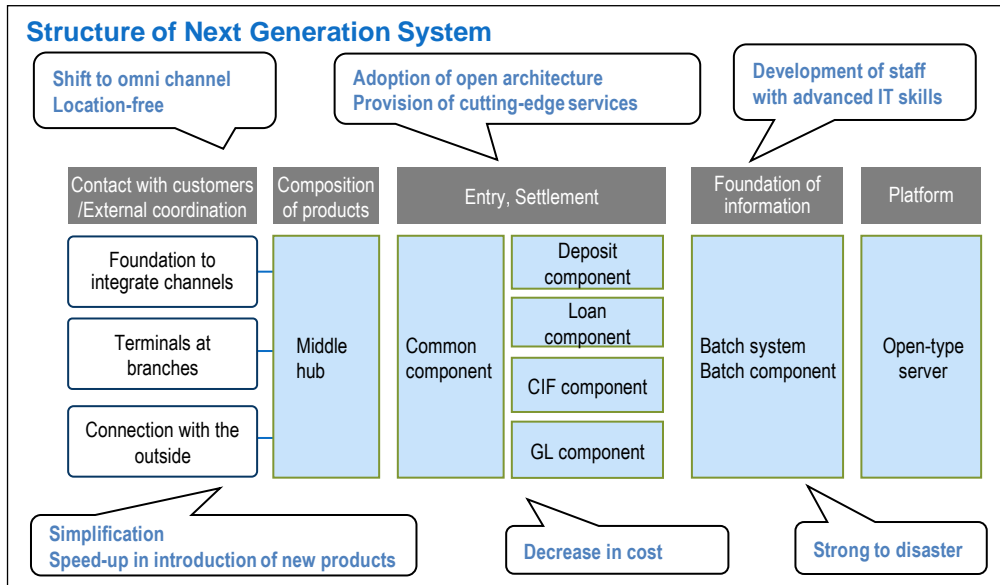 Structure of Next Generation System
Shift to omni channel
Location-free
Adoption of open architecture
Provision of cutting-edge services
Development of staff
with advanced IT skills
Contact with customers
/External coordination
Composition
of products
Entry, Settlement
Foundation of
information
Platform
Foundation to
integrate channels
Terminals at
branches
Connection with the
outside
Middle
hub
Common
component
Deposit
component
Loan
component
CIF component
GL component
Batch system
Batch component
Open-type
server
Simplification
Speed-up in introduction of new products
Decrease in cost
Strong to disaster